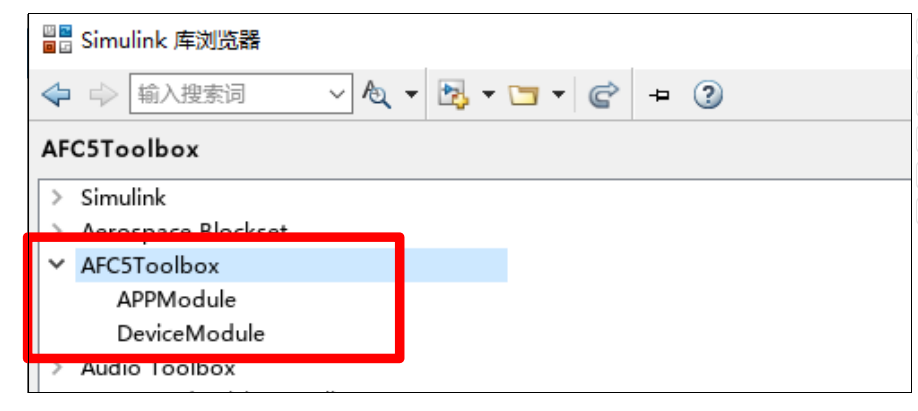 Simulink 库浏览器
输入搜索词
AFC5Toolbox
Simulink
Aerospace Blockset
AFC5Toolbox
APPModule
DeviceModule
Audio Toolbox